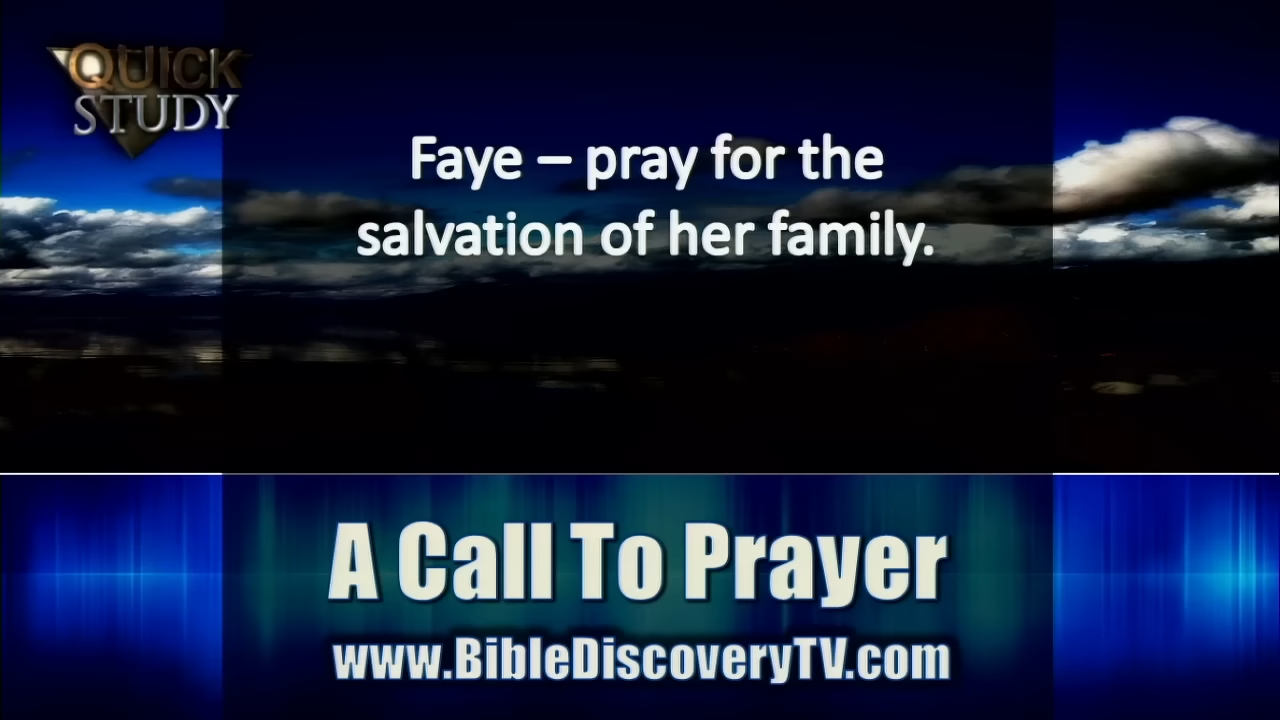 QUICK
STUDY
Faye – pray for the
salvation of her family.
A Call To Prayer
www.BibleDiscoveryTV.com